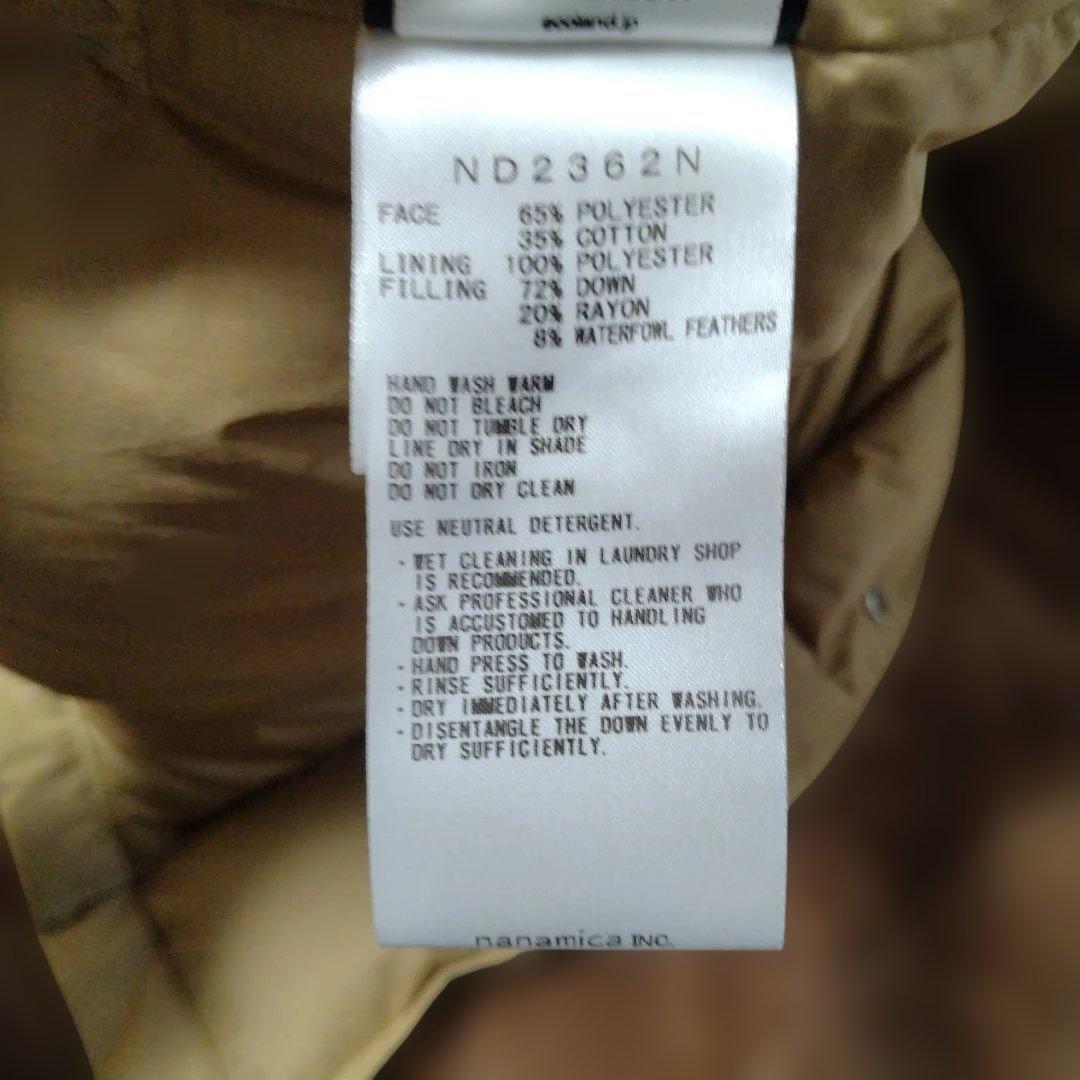 ecoland.jp
ND2362N
FACE 65% POLYESTER
35% COTTON
LINING 100% POLYESTER
FILLING 72% DOWN
20% RAYON
8% WATERFOWL FEATHERS
HAND WASH WARM
DO NOT BLEACH
DO NOT TUMBLE DRY
LINE DRY IN SHADE
DO NOT IRON
DO NOT DRY CLEAN
USE NEUTRAL DETERGENT.
- WET CLEANING IN LAUNDRY SHOP
IS RECOMMENDED.
- ASK PROFESSIONAL CLEANER WHO
IS ACCUSTOMED TO HANDLING
DOWN PRODUCTS.
- HAND PRESS TO WASH.
- RINSE SUFFICIENTLY.
- DRY IMMEDIATELY AFTER WASHING.
- DISENTANGLE THE DOWN EVENLY TO
DRY SUFFICIENTLY.
nanamica INC.